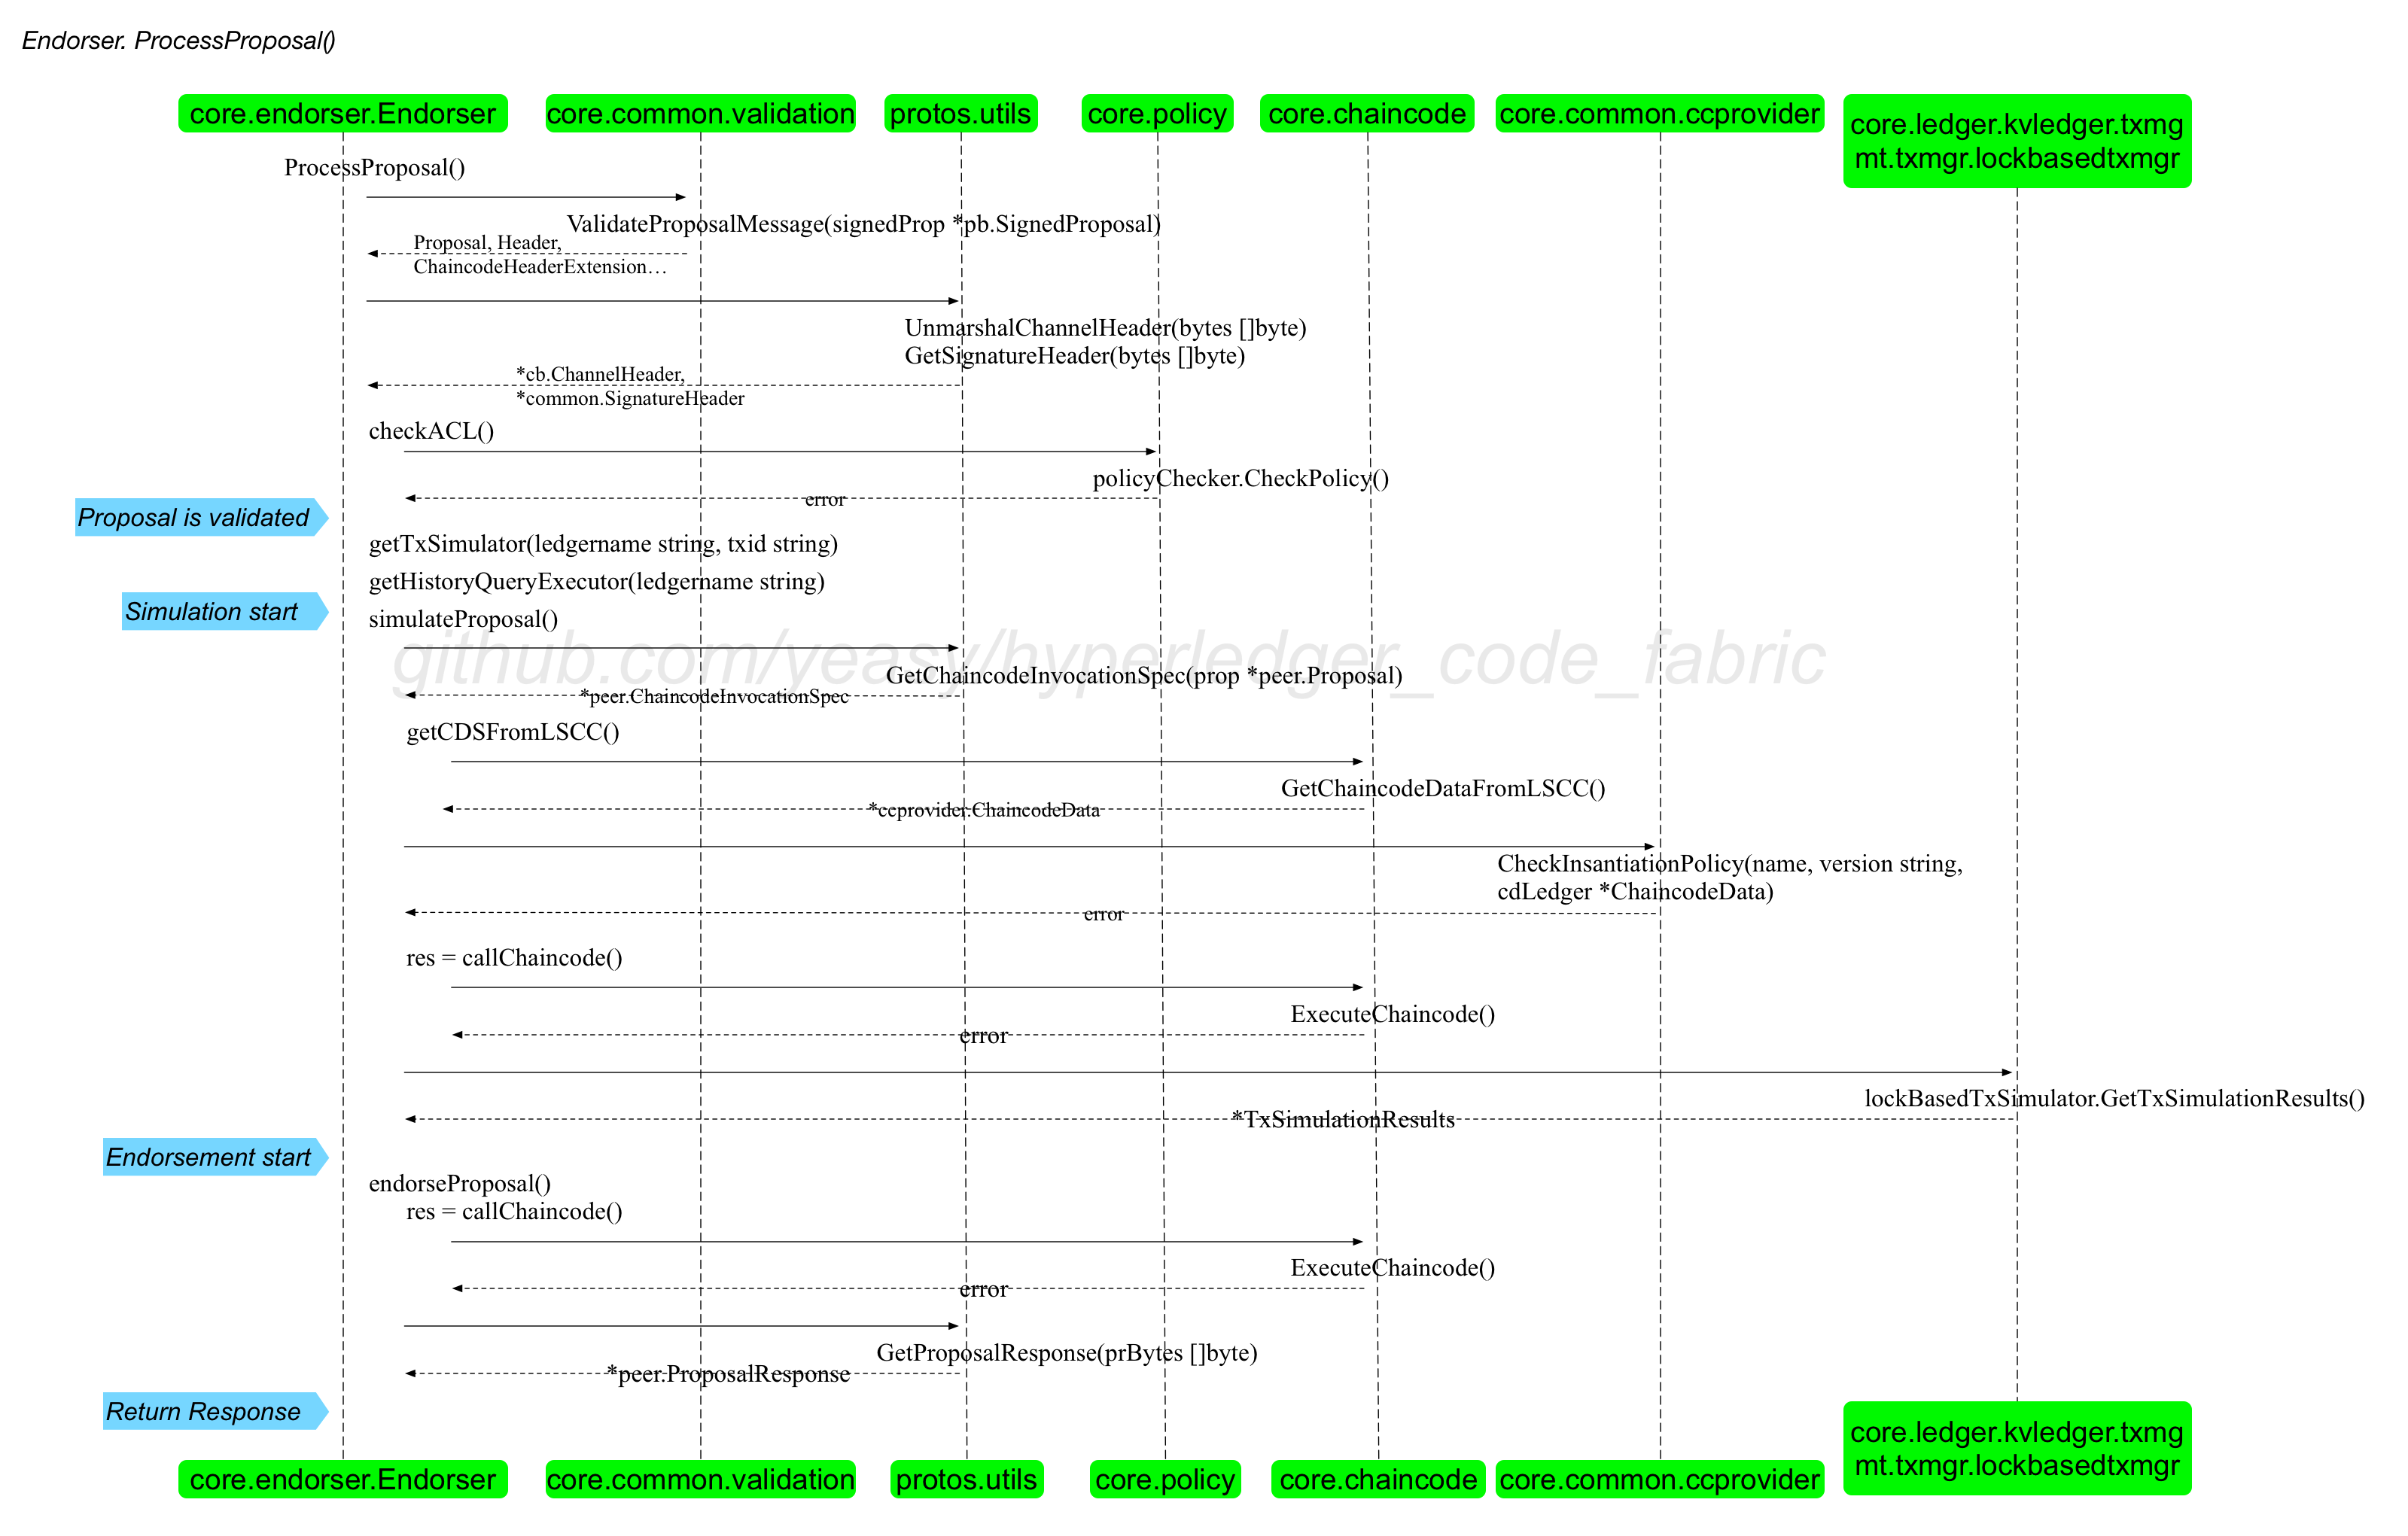 Endorser. ProcessProposal()
core.endorser.Endorser
core.common.validation
protos.utils
core.policy
core.chaincode
core.common.ccprovider
core.ledger.kvledger.txmg
mt.txmgr.lockbasedtxmgr
ProcessProposal()
ValidateProposalMessage(signedProp *pb.SignedProposal)
Proposal, Header,
ChaincodeHeaderExtension…
UnmarshalChannelHeader(bytes []byte)
GetSignatureHeader(bytes []byte)
*cb.ChannelHeader,
*common.SignatureHeader
checkACL()
policyChecker.CheckPolicy()
error
Proposal is validated
getTxSimulator(ledgername string, txid string)
getHistoryQueryExecutor(ledgername string)
Simulation start
simulateProposal()
github.com/yeasy/hyperledger_code_fabric
GetChaincodeInvocationSpec(prop *peer.Proposal)
*peer.ChaincodeInvocationSpec
getCDSFromLSCC()
GetChaincodeDataFromLSCC()
*ccprovider.ChaincodeData
CheckInsantiationPolicy(name, version string,
cdLedger *ChaincodeData)
error
res = callChaincode()
ExecuteChaincode()
error
lockBasedTxSimulator.GetTxSimulationResults()
*TxSimulationResults
Endorsement start
endorseProposal()
res = callChaincode()
ExecuteChaincode()
error
GetProposalResponse(prBytes []byte)
*peer.ProposalResponse
Return Response
core.endorser.Endorser
core.common.validation
protos.utils
core.policy
core.chaincode
core.common.ccprovider
core.ledger.kvledger.txmg
mt.txmgr.lockbasedtxmgr